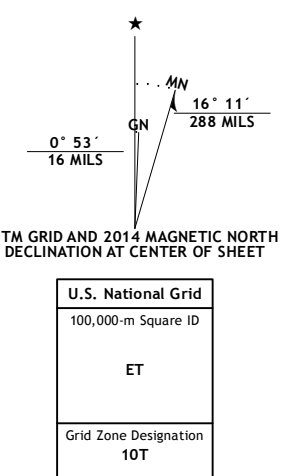 ★
MN
GN
16° 11´
288 MILS
0° 53´
16 MILS
TM GRID AND 2014 MAGNETIC NORTH
DECLINATION AT CENTER OF SHEET
U.S. National Grid
100,000-m Square ID
ET
Grid Zone Designation
10T